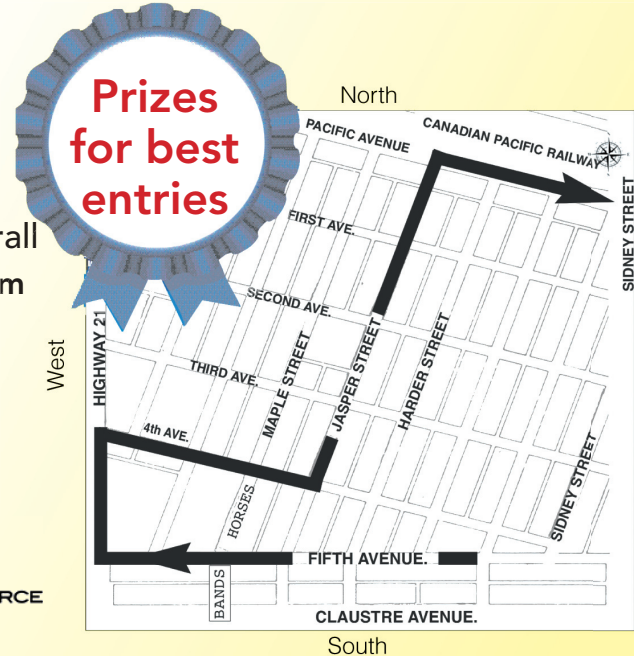 Prizes
for best
entries
North
PACIFIC AVENUE
CANADIAN PACIFIC RAILWAY
SIDNEY STREET
FIRST AVE.
SECOND AVE.
THIRD AVE.
West
HIGHWAY 21
MAPLE STREET
JASPER STREET
HARDER STREET
4th AVE.
HORSES
SIDNEY STREET
FIFTH AVENUE.
BANDS
CLAUSTRE AVENUE.
South